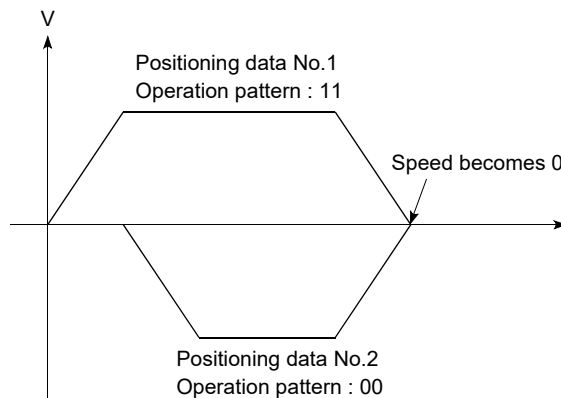 V
Positioning data No.1
Operation pattern : 11
Speed becomes 0
Positioning data No.2
Operation pattern : 00